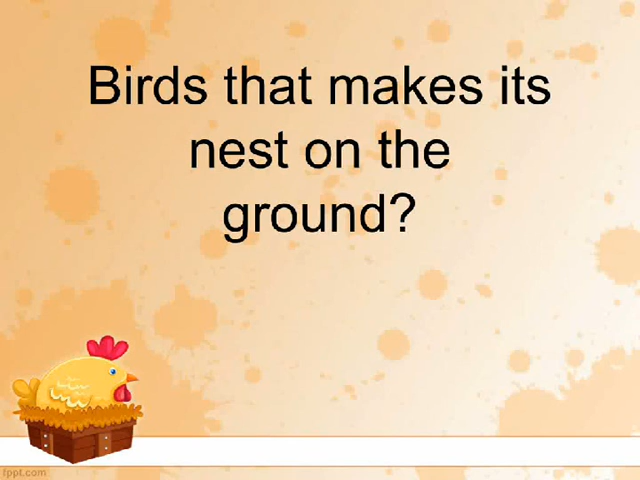 Birds that makes its
nest on the
ground?
fppt.com